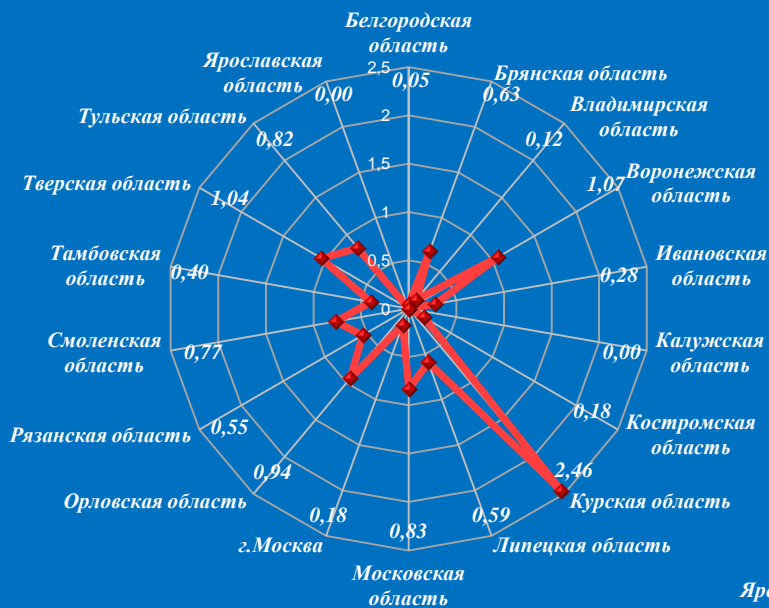 Белгородская
область
0,05
Брянская область
0,63
Владимирская
область
0,12
Воронежская
область
1,07
Ивановская
область
0,28
Калужская
область
0,00
Костромская
область
0,18
Курская область
2,46
Липецкая область
0,59
Московская
область
0,83
г.Москва
0,18
Орловская область
0,94
Рязанская область
0,55
Смоленская
область
0,77
Тамбовская
область
0,40
Тверская область
1,04
Тульская область
0,82
Ярославская
область
0,00
2,5
2
1,5
1
0,5
0